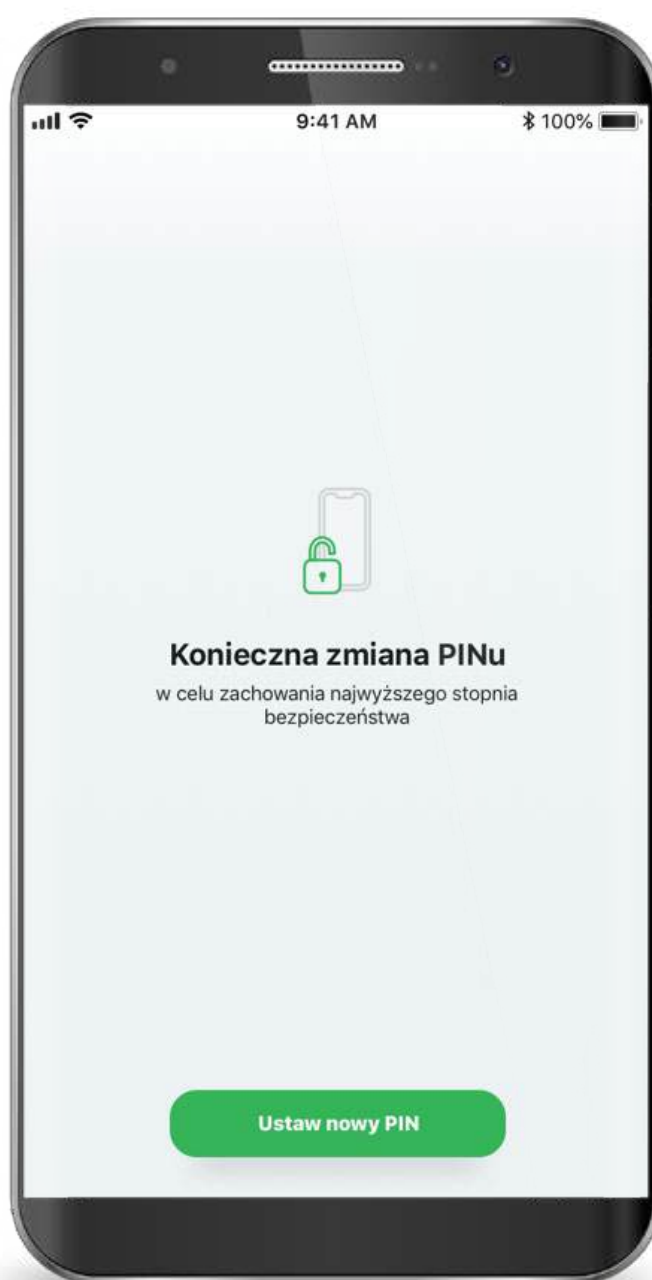 9:41 AM
100%
Konieczna zmiana PINu
w celu zachowania najwyższego stopnia
bezpieczeństwa
Ustaw nowy PIN